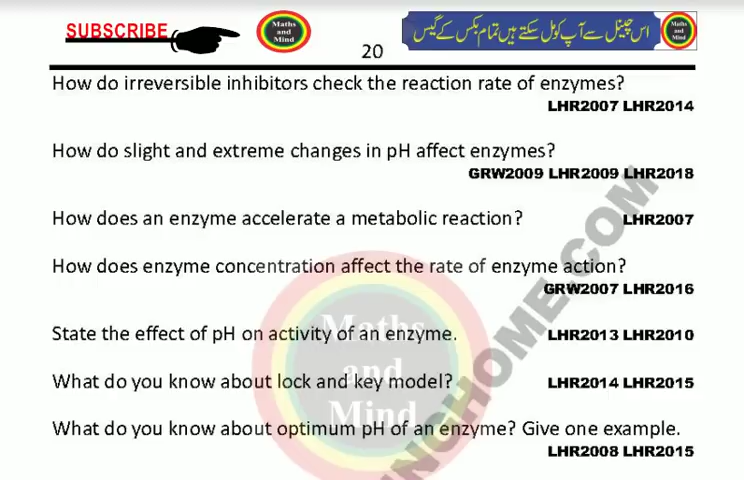 SUBSCRIBE
Maths
and
Mind
اس چینل سے آپ کو مل سکتے ہیں تمام بکس کے گیس
Maths
and
Mind
20
How do irreversible inhibitors check the reaction rate of enzymes?
LHR2007 LHR2014
How do slight and extreme changes in pH affect enzymes?
GRW2009 LHR2009 LHR2018
How does an enzyme accelerate a metabolic reaction? LHR2007
How does enzyme concentration affect the rate of enzyme action?
GRW2007 LHR2016
State the effect of pH on activity of an enzyme. LHR2013 LHR2010
What do you know about lock and key model? LHR2014 LHR2015
What do you know about optimum pH of an enzyme? Give one example.
LHR2008 LHR2015
Maths
and
Mind
NGHOME.COM